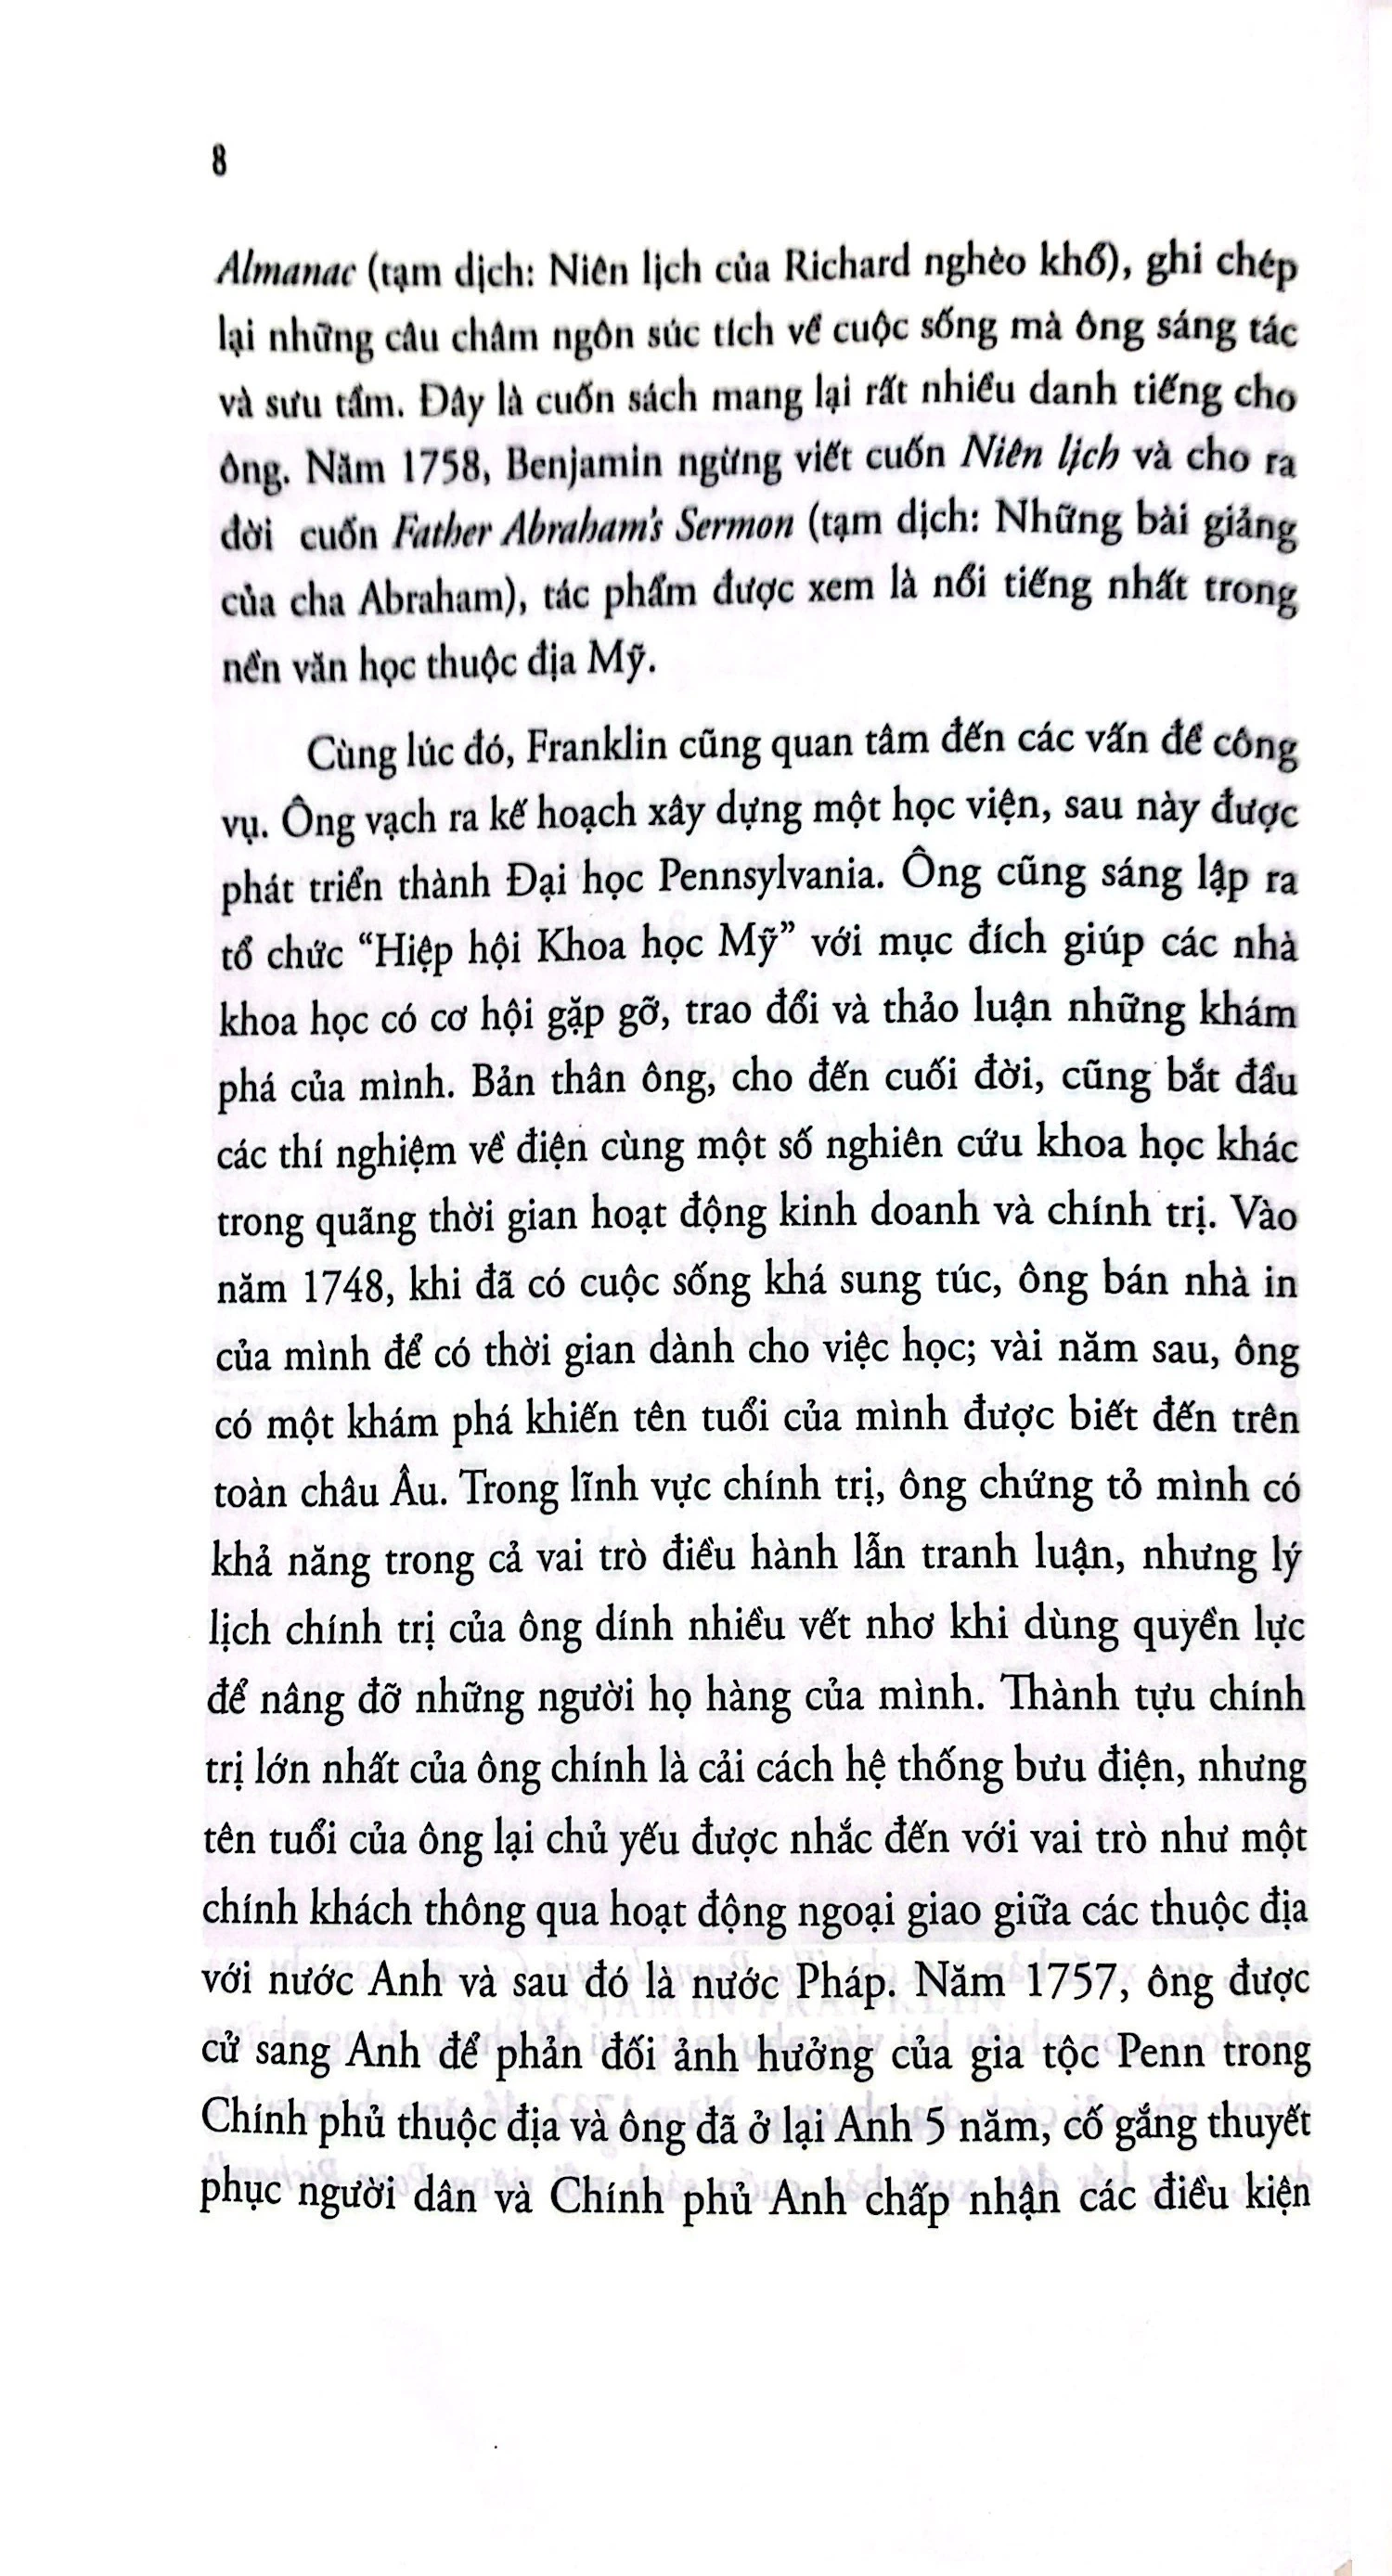 8
Almanac (tạm dịch: Niên lịch của Richard nghèo khổ), ghi chép
lại những câu châm ngôn súc tích về cuộc sống mà ông sáng tác
và sưu tầm. Đây là cuốn sách mang lại rất nhiều danh tiếng cho
ông. Năm 1758, Benjamin ngừng viết cuốn Niên lịch và cho ra
đời cuốn Father Abraham's Sermon (tạm dịch: Những bài giảng
của cha Abraham), tác phẩm được xem là nổi tiếng nhất trong
nền văn học thuộc địa Mỹ.
Cùng lúc đó, Franklin cũng quan tâm đến các vấn đề công
vụ. Ông vạch ra kế hoạch xây dựng một học viện, sau này được
phát triển thành Đại học Pennsylvania. Ông cũng sáng lập ra
tổ chức “Hiệp hội Khoa học Mỹ” với mục đích giúp các nhà
khoa học có cơ hội gặp gỡ, trao đổi và thảo luận những khám
phá của mình. Bản thân ông, cho đến cuối đời, cũng bắt đầu
các thí nghiệm về điện cùng một số nghiên cứu khoa học khác
trong quãng thời gian hoạt động kinh doanh và chính trị. Vào
năm 1748, khi đã có cuộc sống khá sung túc, ông bán nhà in
của mình để có thời gian dành cho việc học; vài năm sau, ông
có một khám phá khiến tên tuổi của mình được biết đến trên
toàn châu Âu. Trong lĩnh vực chính trị, ông chứng tỏ mình có
khả năng trong cả vai trò điều hành lẫn tranh luận, nhưng lý
lịch chính trị của ông dính nhiều vết nhơ khi dùng quyền lực
để nâng đỡ những người họ hàng của mình. Thành tựu chính
trị lớn nhất của ông chính là cải cách hệ thống bưu điện, nhưng
tên tuổi của ông lại chủ yếu được nhắc đến với vai trò như một
chính khách thông qua hoạt động ngoại giao giữa các thuộc địa
với nước Anh và sau đó là nước Pháp. Năm 1757, ông được
cử sang Anh để phản đối ảnh hưởng của gia tộc Penn trong
Chính phủ thuộc địa và ông đã ở lại Anh 5 năm, cố gắng thuyết
phục người dân và Chính phủ Anh chấp nhận các điều kiện